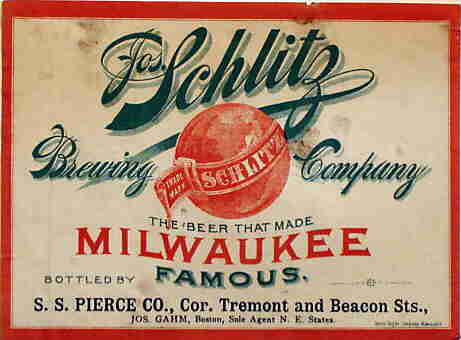 Jos. Schlitz
Brewing Company
TRADE
MARK
SCHLITZ
THE BEER THAT MADE
MILWAUKEE
FAMOUS.
BOTTLED BY
S. S. PIERCE CO., Cor. Tremont and Beacon Sts.,
JOS. GAHM, Boston, Sole Agent N. E. States.